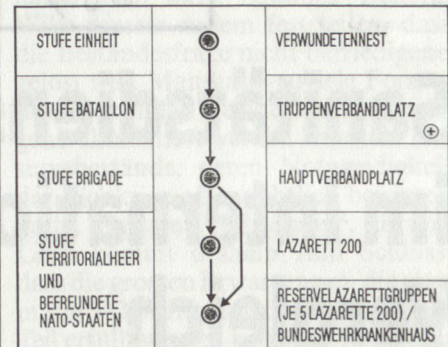 STUFE EINHEIT
VERWUNDETENNEST
STUFE BATAILLON
TRUPPENVERBANDPLATZ
STUFE BRIGADE
HAUPTVERBANDPLATZ
STUFE
TERRITORIALHEER
UND
BEFREUNDETE
NATO-STAATEN
LAZARETT 200
RESERVELAZARETTGRUPPEN
(JE 5 LAZARETTE 200) /
BUNDESWEHRKRANKENHAUS